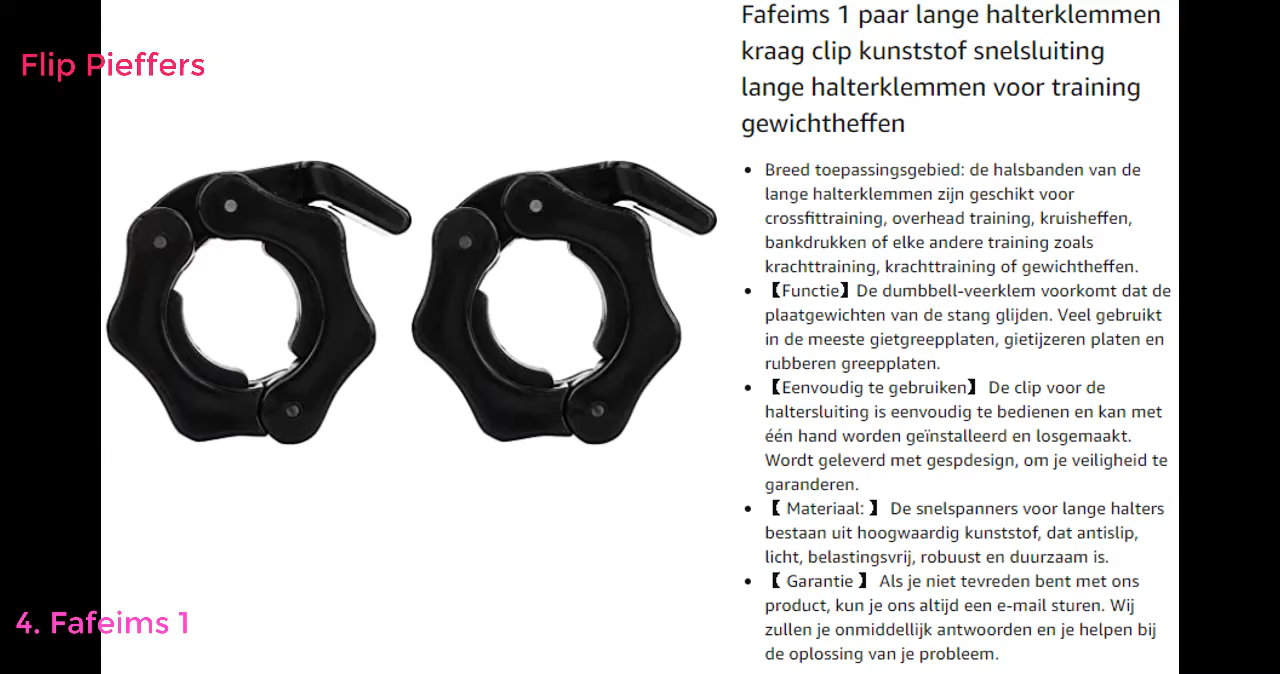 Flip Pieffers
Fafeims 1 paar lange halterklemmen
kraag clip kunststof snelsluiting
lange halterklemmen voor training
gewichtheffen
• Breed toepassingsgebied: de halsbanden van de
lange halterklemmen zijn geschikt voor
crossfittraining, overhead training, kruisheffen,
bankdrukken of elke andere training zoals
krachttraining, krachttraining of gewichtheffen.
• 【Functie】De dumbbell-veerklem voorkomt dat de
plaatgewichten van de stang glijden. Veel gebruikt
in de meeste gietgreepplaten, gietijzeren platen en
rubberen greepplaten.
• 【Eenvoudig te gebruiken】 De clip voor de
haltersluiting is eenvoudig te bedienen en kan met
één hand worden geïnstalleerd en losgemaakt.
Wordt geleverd met gespdesign, om je veiligheid te
garanderen.
• 【 Materiaal: 】 De snelspanners voor lange halters
bestaan uit hoogwaardig kunststof, dat antislip,
licht, belastingsvrij, robuust en duurzaam is.
• 【 Garantie 】 Als je niet tevreden bent met ons
product, kun je ons altijd een e-mail sturen. Wij
zullen je onmiddellijk antwoorden en je helpen bij
de oplossing van je probleem.
4. Fafeims 1